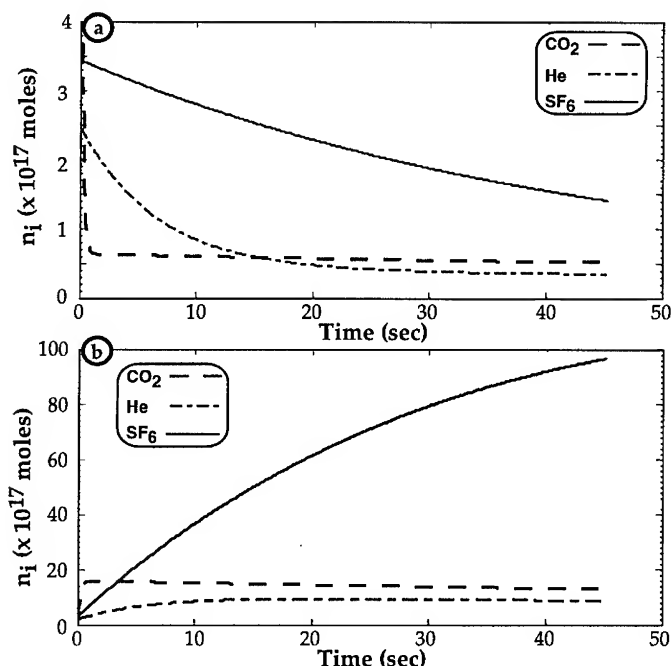 a
4
3
2
1
0
n_i (x 10^17 moles)
CO₂
He
SF₆
0 10 20 30 40 50
Time (sec)
b
100
80
60
40
20
0
n_i (x 10^17 moles)
CO₂
He
SF₆
0 10 20 30 40 50
Time (sec)